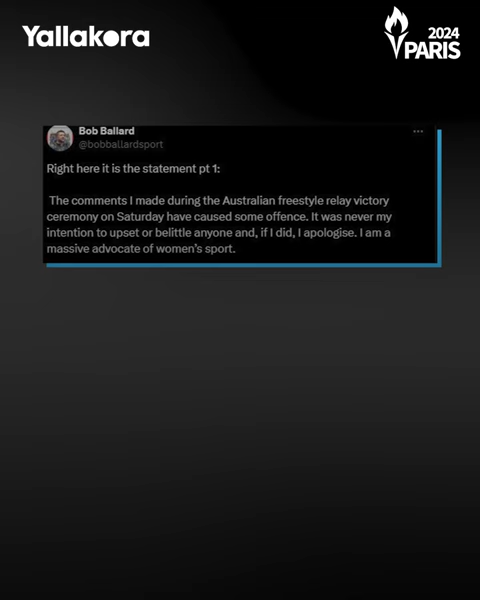 Yallakora
2024
PARIS
Bob Ballard
@bobballardsport
Right here it is the statement pt 1:
The comments I made during the Australian freestyle relay victory
ceremony on Saturday have caused some offence. It was never my
intention to upset or belittle anyone and, if I did, I apologise. I am a
massive advocate of women's sport.